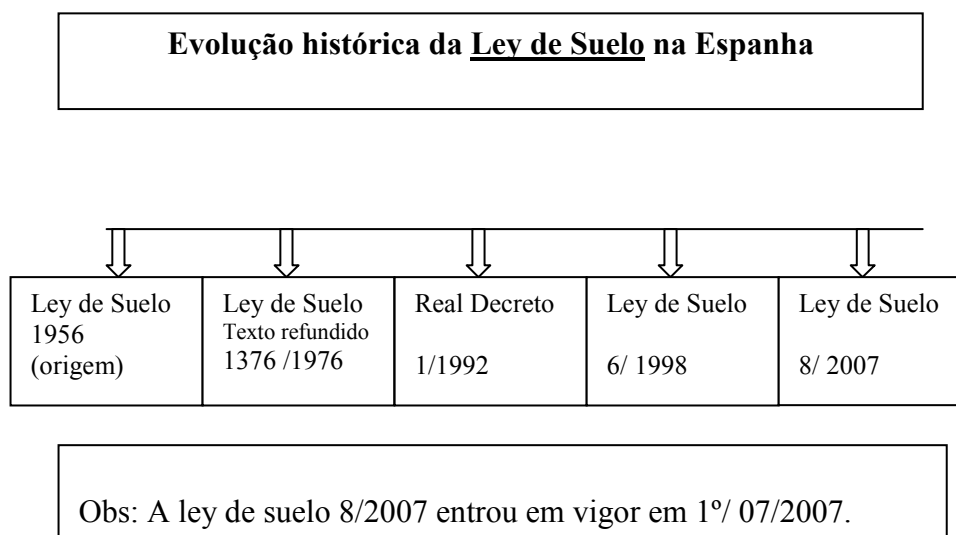 Evolução histórica da Ley de Suelo na Espanha
Ley de Suelo
1956
(origem)
Ley de Suelo
Texto refundido
1376 /1976
Real Decreto
1/1992
Ley de Suelo
6/ 1998
Ley de Suelo
8/ 2007
Obs: A ley de suelo 8/2007 entrou em vigor em 1º/ 07/2007.